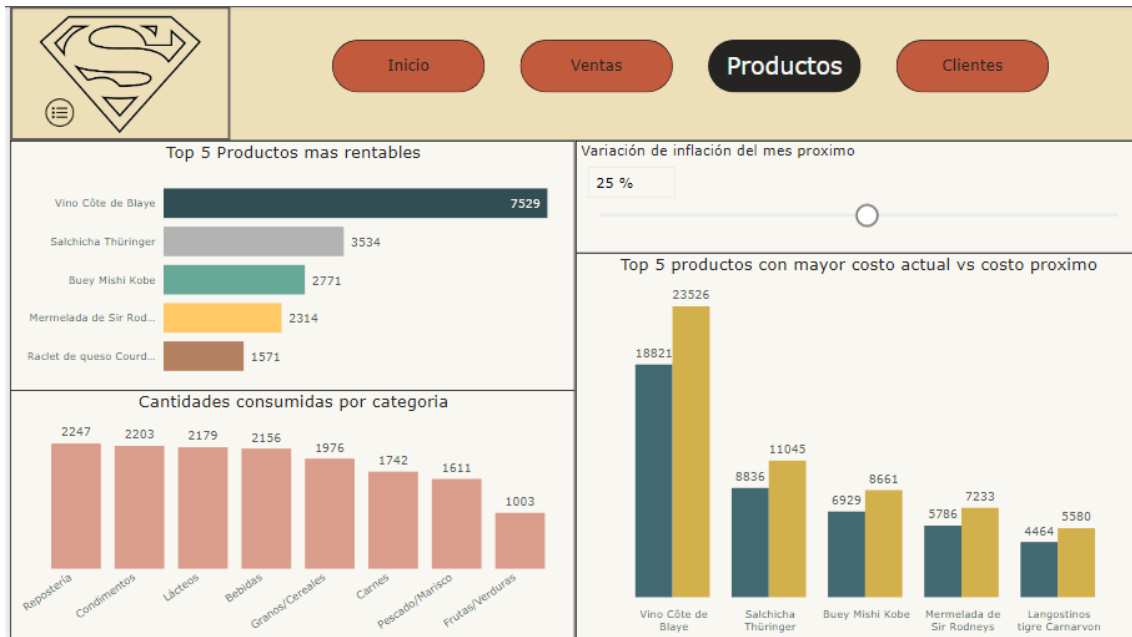 Inicio
Ventas
Productos
Clientes
Top 5 Productos mas rentables
Vino Côte de Blaye
7529
Salchicha Thüringer
3534
Buey Mishi Kobe
2771
Mermelada de Sir Rod...
2314
Raclet de queso Courd...
1571
Variación de inflación del mes proximo
25 %
Cantidades consumidas por categoria
2247
2203
2179
2156
1976
1742
1611
1003
Repostería
Condimentos
Lácteos
Bebidas
Granos/Cereales
Carnes
Pescado/Marisco
Frutas/Verduras
Top 5 productos con mayor costo actual vs costo proximo
18821
23526
8836
11045
6929
8661
5786
7233
4464
5580
Vino Côte de
Blaye
Salchicha
Thüringer
Buey Mishi Kobe
Mermelada de
Sir Rodneys
Langostinos
tigre Carnarvon